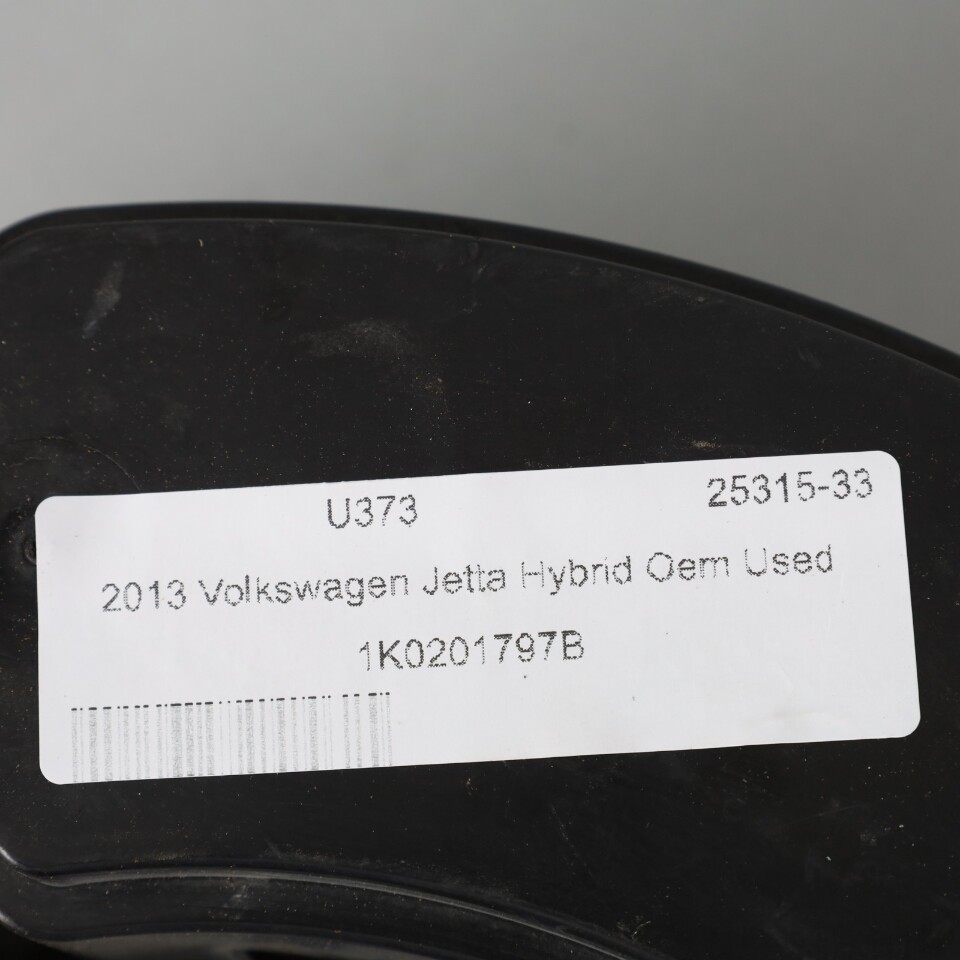 U373 25315-33
2013 Volkswagen Jetta Hybrid Oem Used
1K0201797B